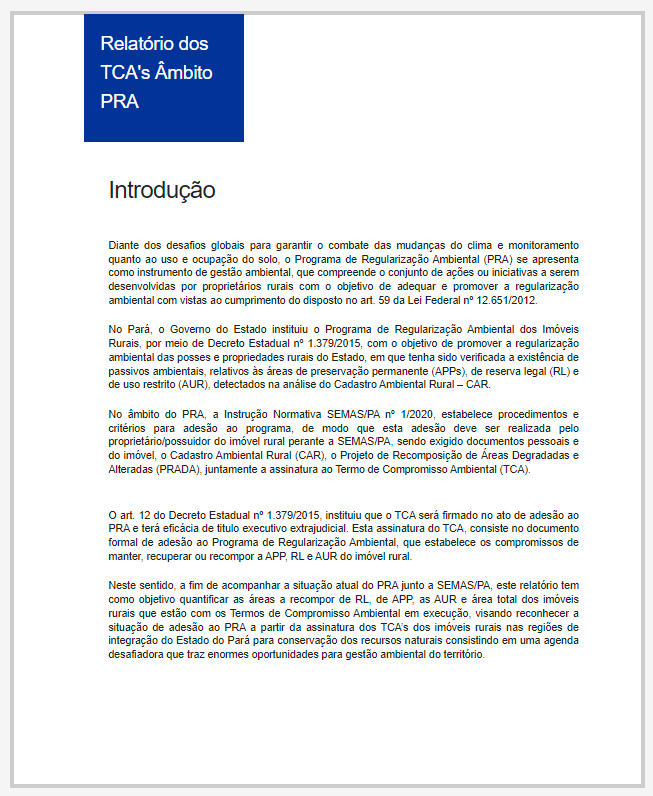 Relatório dos
TCA's Âmbito
PRA
Introdução
Diante dos desafios globais para garantir o combate das mudanças do clima e monitoramento
quanto ao uso e ocupação do solo, o Programa de Regularização Ambiental (PRA) se apresenta
como instrumento de gestão ambiental, que compreende o conjunto de ações ou iniciativas a serem
desenvolvidas por proprietários rurais com o objetivo de adequar e promover a regularização
ambiental com vistas ao cumprimento do disposto no art. 59 da Lei Federal nº 12.651/2012.
No Pará, o Governo do Estado instituiu o Programa de Regularização Ambiental dos Imóveis
Rurais, por meio de Decreto Estadual nº 1.379/2015, com o objetivo de promover a regularização
ambiental das posses e propriedades rurais do Estado, em que tenha sido verificada a existência de
passivos ambientais, relativos às áreas de preservação permanente (APPs), de reserva legal (RL) e
de uso restrito (AUR), detectados na análise do Cadastro Ambiental Rural – CAR.
No âmbito do PRA, a Instrução Normativa SEMAS/PA nº 1/2020, estabelece procedimentos e
critérios para adesão ao programa, de modo que esta adesão deve ser realizada pelo
proprietário/possuidor do imóvel rural perante a SEMAS/PA, sendo exigido documentos pessoais e
do imóvel, o Cadastro Ambiental Rural (CAR), o Projeto de Recomposição de Áreas Degradadas e
Alteradas (PRADA), juntamente a assinatura ao Termo de Compromisso Ambiental (TCA).
O art. 12 do Decreto Estadual nº 1.379/2015, instituiu que o TCA será firmado no ato de adesão ao
PRA e terá eficácia de titulo executivo extrajudicial. Esta assinatura do TCA, consiste no documento
formal de adesão ao Programa de Regularização Ambiental, que estabelece os compromissos de
manter, recuperar ou recompor a APP, RL e AUR do imóvel rural.
Neste sentido, a fim de acompanhar a situação atual do PRA junto a SEMAS/PA, este relatório tem
como objetivo quantificar as áreas a recompor de RL, de APP, as AUR e área total dos imóveis
rurais que estão com os Termos de Compromisso Ambiental em execução, visando reconhecer a
situação de adesão ao PRA a partir da assinatura dos TCA's dos imóveis rurais nas regiões de
integração do Estado do Pará para conservação dos recursos naturais consistindo em uma agenda
desafiadora que traz enormes oportunidades para gestão ambiental do território.